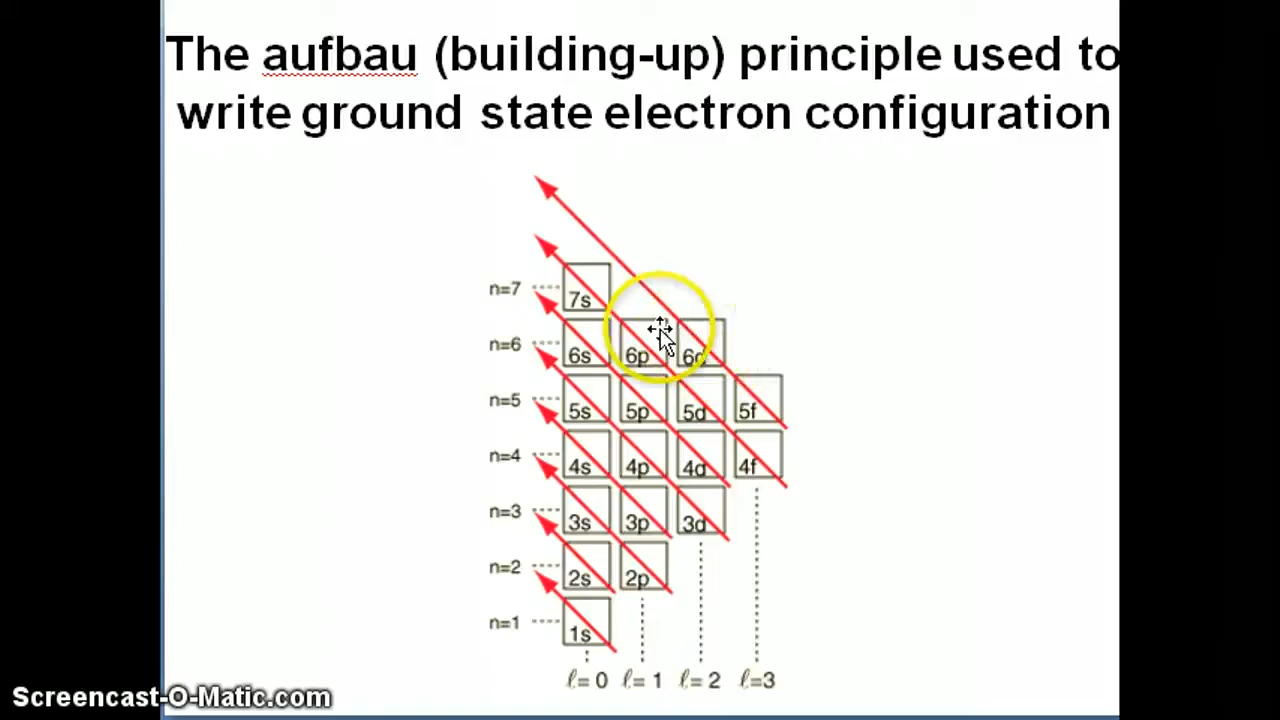 The aufbau (building-up) principle used to
write ground state electron configuration
n=7 7s
n=6 6s 6p 6d
n=5 5s 5p 5d 5f
n=4 4s 4p 4d 4f
n=3 3s 3p 3d
n=2 2s 2p
n=1 1s
ℓ= 0 ℓ= 1 ℓ= 2 ℓ=3
Screencast-O-Matic.com